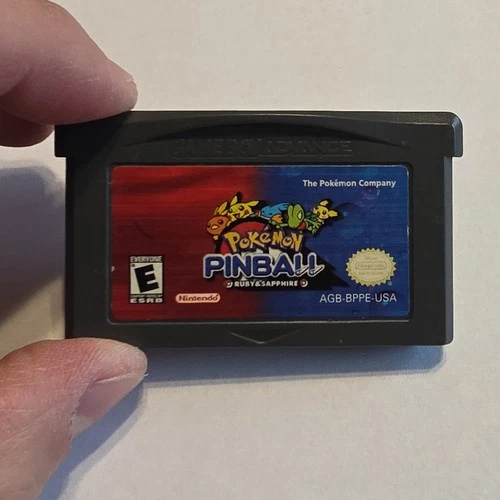 GAME BOY ADVANCE
The Pokémon Company
POKéMON
PINBALL
RUBY & SAPPHIRE
EVERYONE
E
ESRB
Nintendo
AGB-BPPE-USA